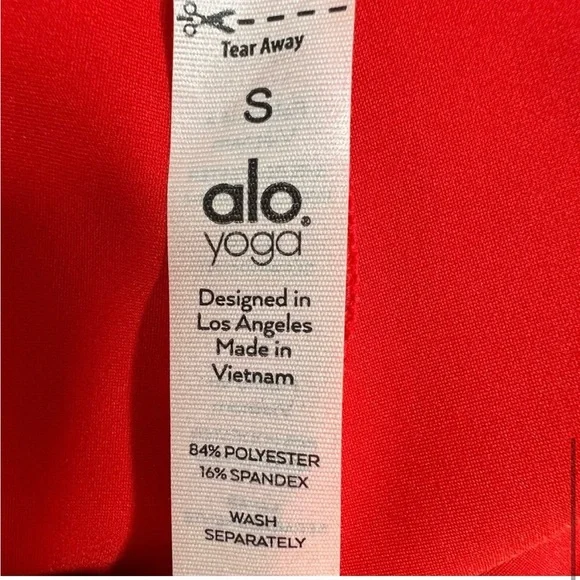 Tear Away
S
alo®
yoga
Designed in
Los Angeles
Made in
Vietnam
84% POLYESTER
16% SPANDEX
WASH
SEPARATELY